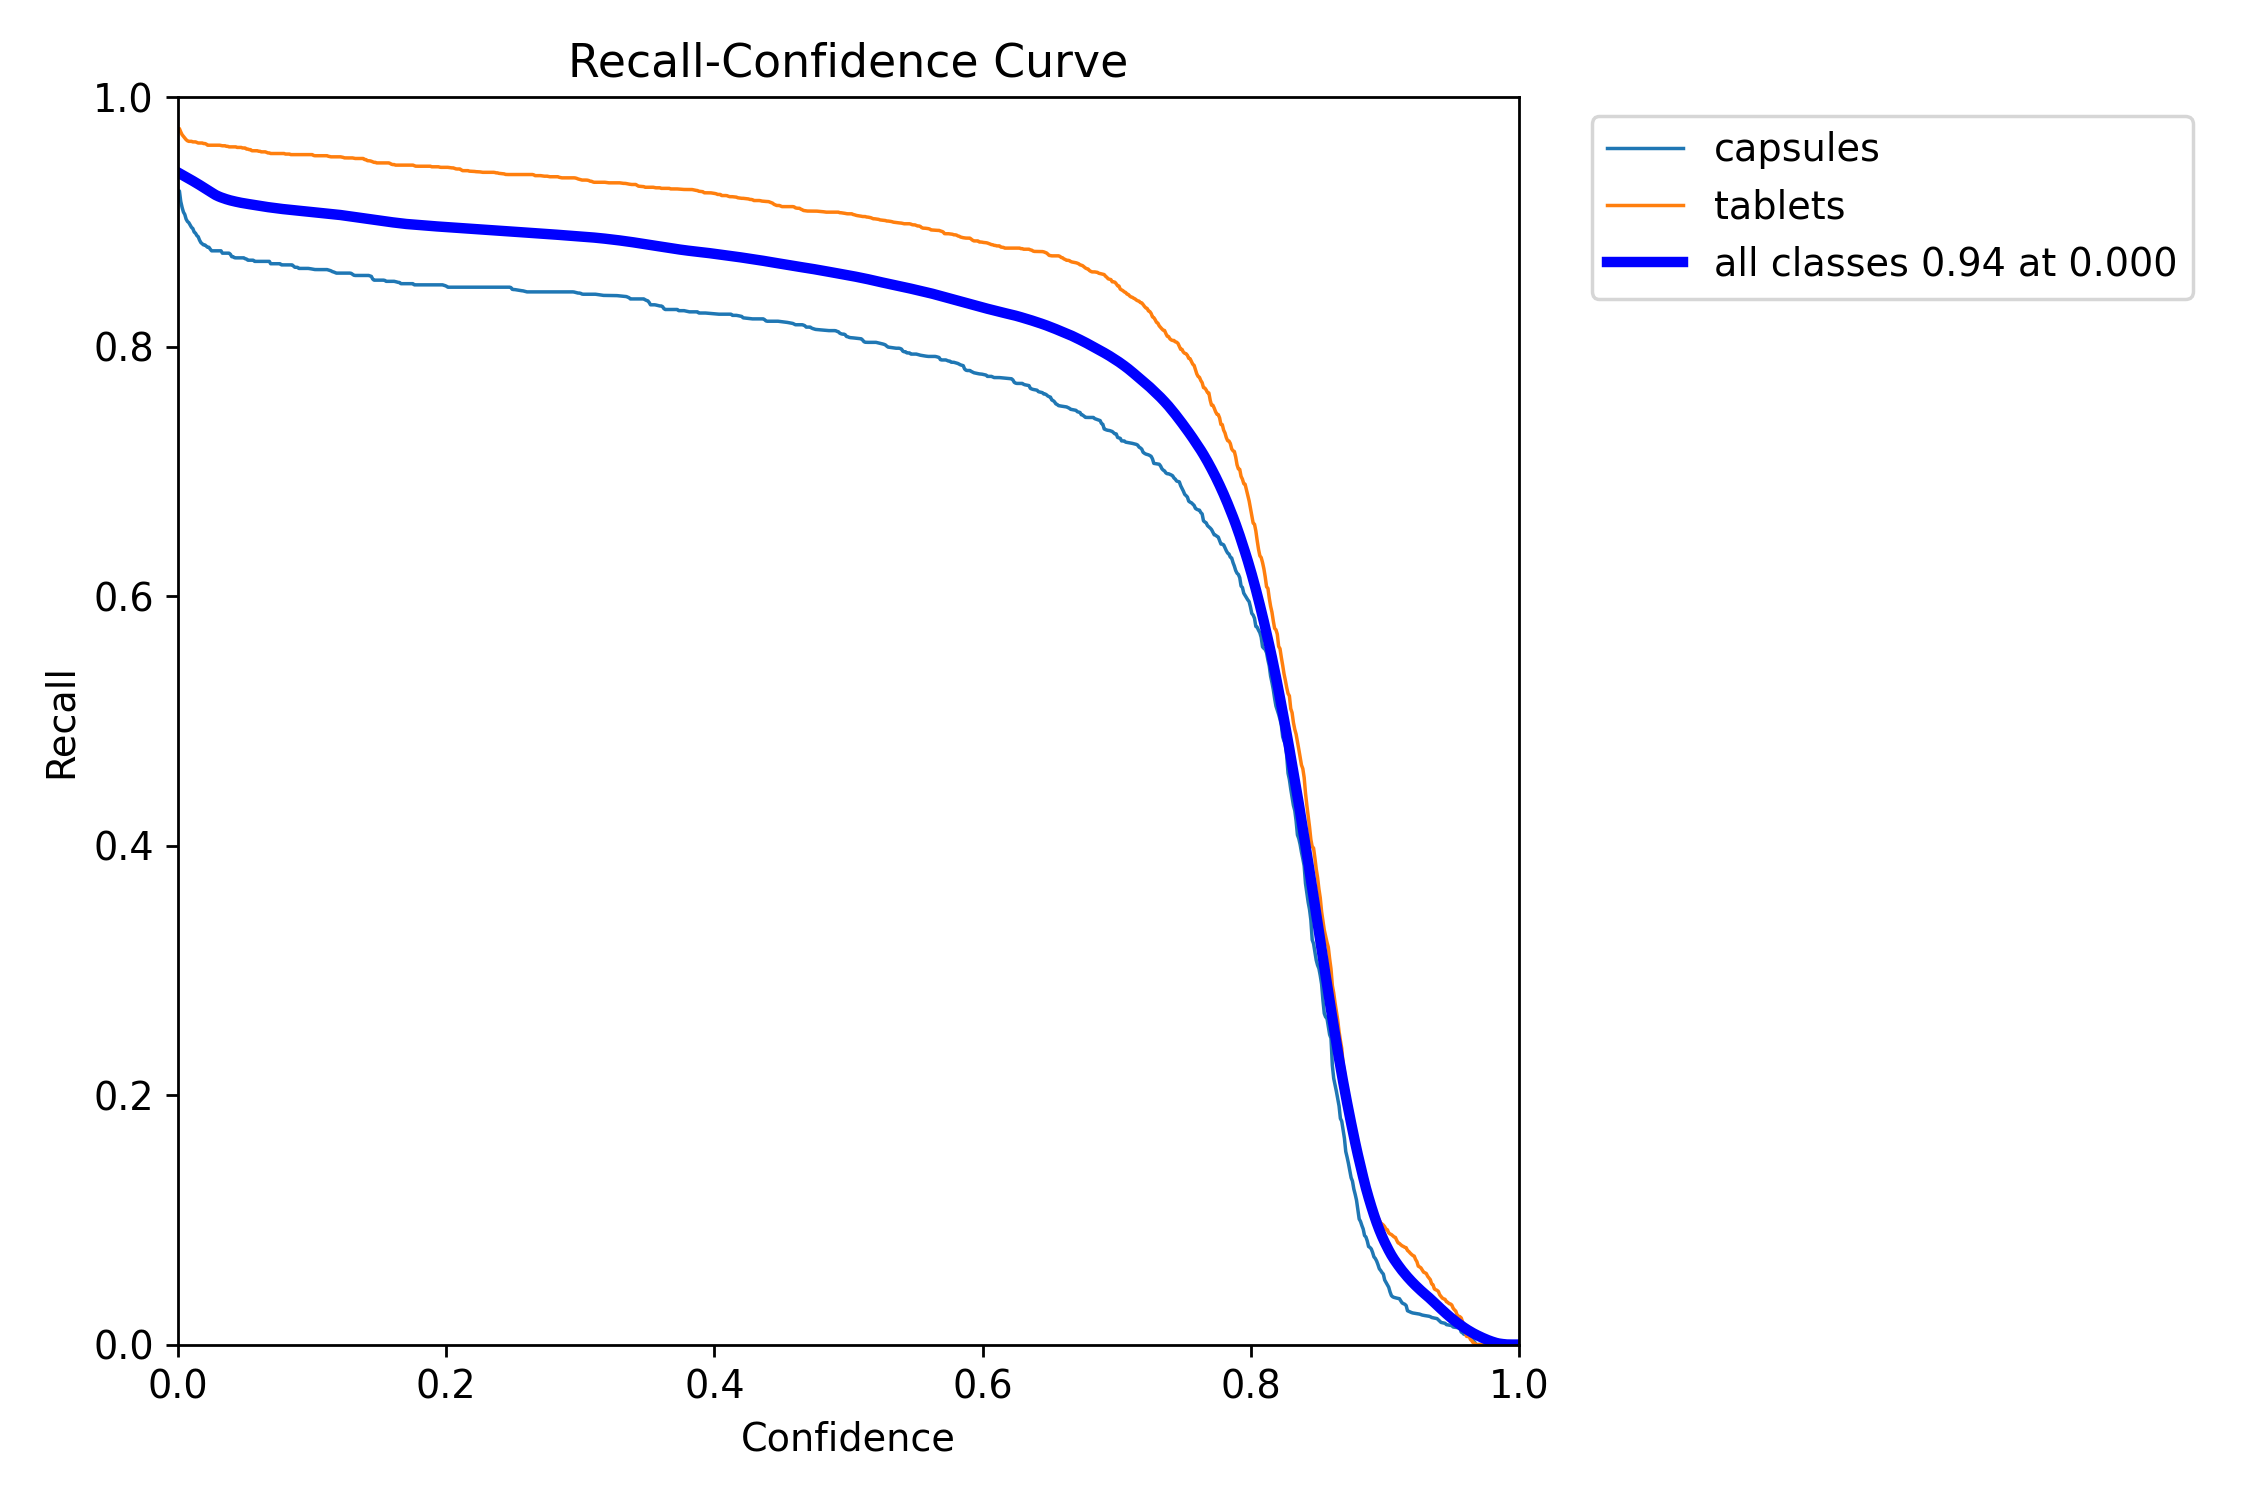 Recall-Confidence Curve
1.0
0.8
0.6
0.4
0.2
0.0
Recall
0.0 0.2 0.4 0.6 0.8 1.0
Confidence
capsules
tablets
all classes 0.94 at 0.000